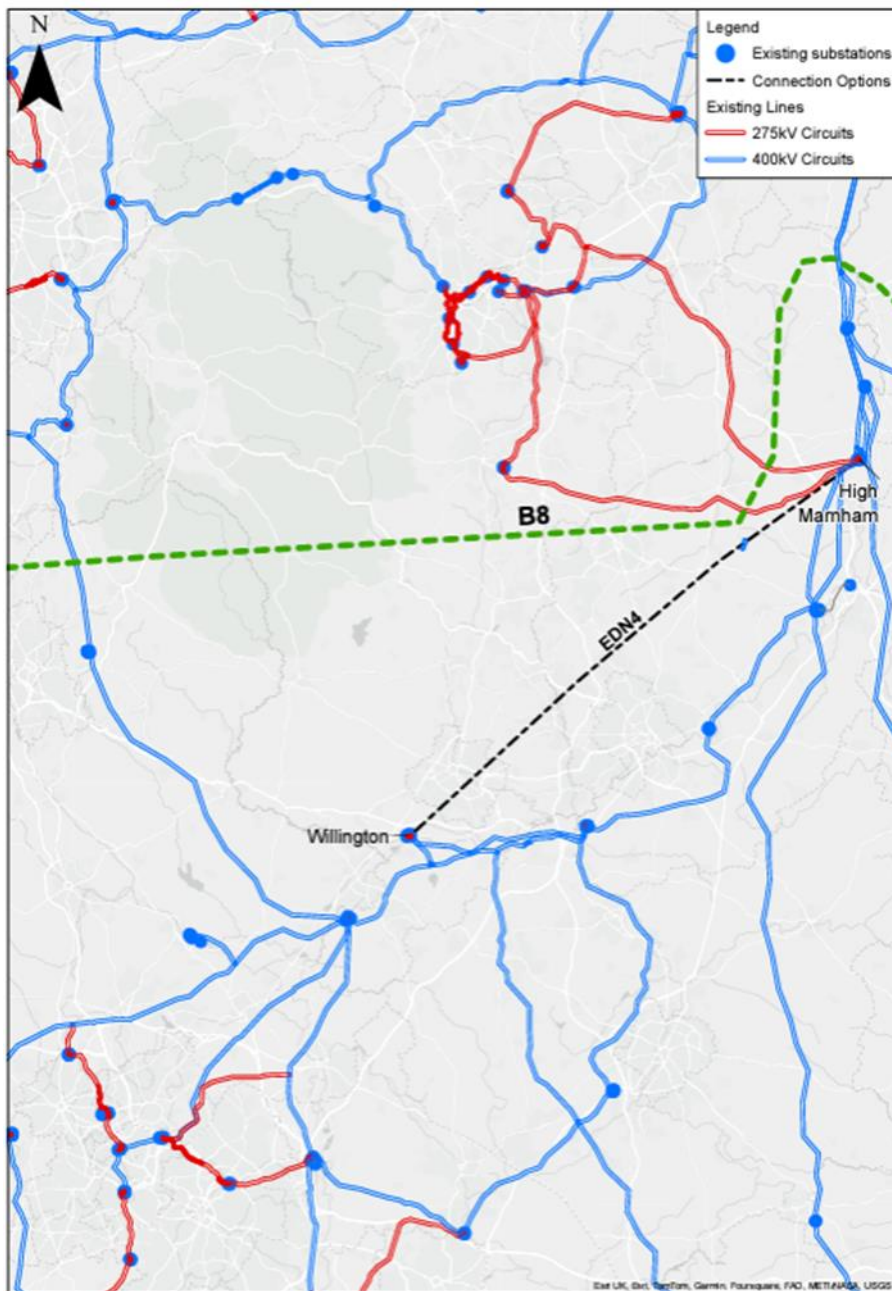 N
Legend
Existing substations
Connection Options
Existing Lines
275kV Circuits
400kV Circuits
High
Marnham
B8
EDN4
Willington
Esri UK, Esri, TomTom, Garmin, Foursquare, FAO, METI/NASA, USGS